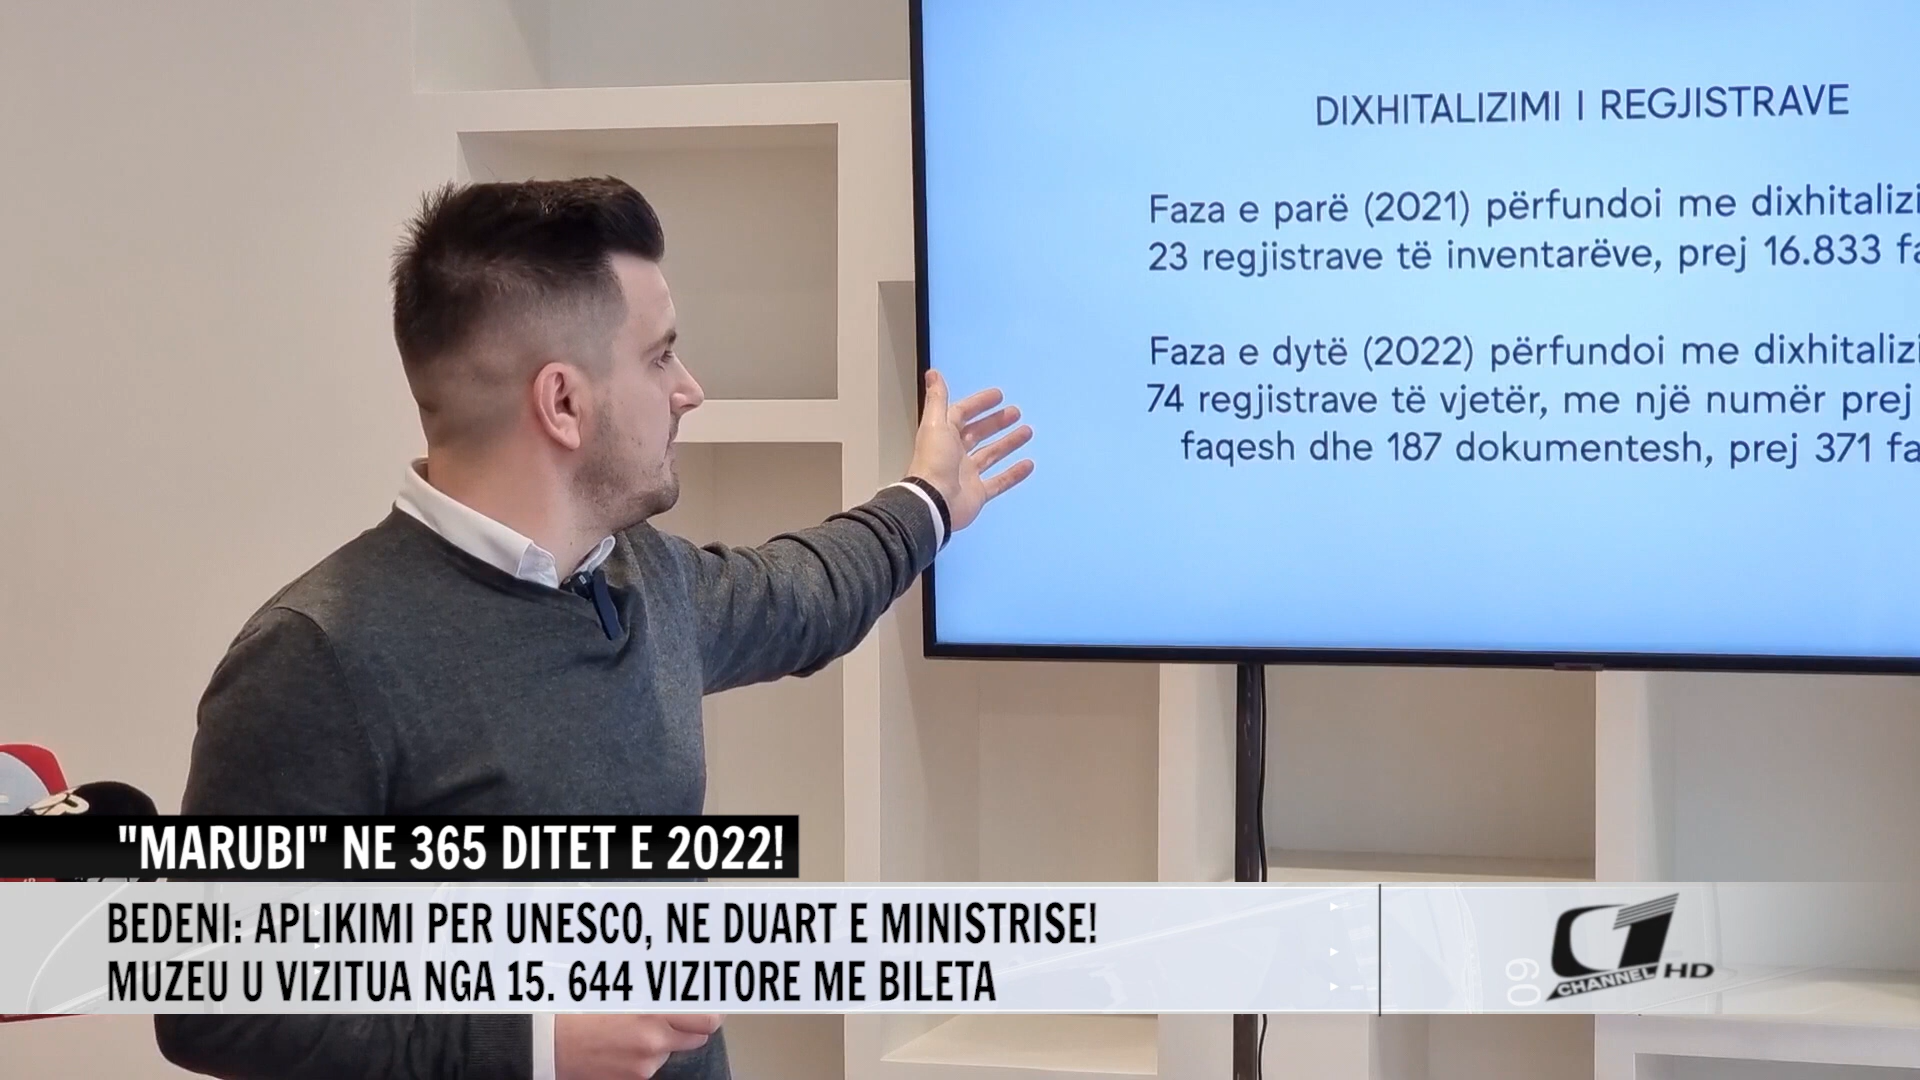 DIXHITALIZIMI I REGJISTRAVE
Faza e parë (2021) përfundoi me dixhitalizi
23 regjistrave të inventarëve, prej 16.833 fa
Faza e dytë (2022) përfundoi me dixhitalizi
74 regjistrave të vjetër, me një numër prej
faqesh dhe 187 dokumentesh, prej 371 fa
"MARUBI" NE 365 DITET E 2022!
BEDENI: APLIKIMI PER UNESCO, NE DUART E MINISTRISE!
MUZEU U VIZITUA NGA 15. 644 VIZITORE ME BILETA
09
C1
CHANNEL HD